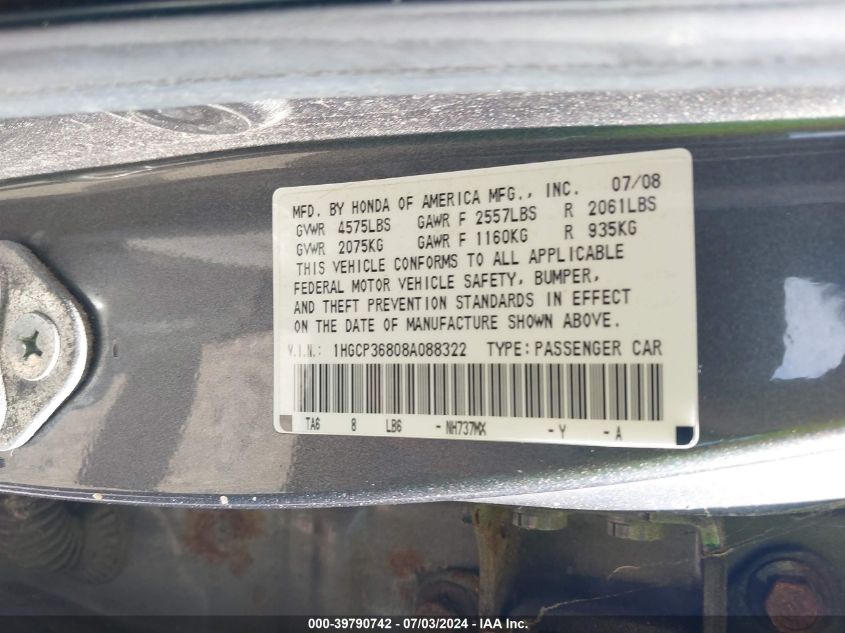 MFD. BY HONDA OF AMERICA MFG., INC. 07/08
GVWR 4575LBS GAWR F 2557LBS R 2061LBS
GVWR 2075KG GAWR F 1160KG R 935KG
THIS VEHICLE CONFORMS TO ALL APPLICABLE
FEDERAL MOTOR VEHICLE SAFETY, BUMPER,
AND THEFT PREVENTION STANDARDS IN EFFECT
ON THE DATE OF MANUFACTURE SHOWN ABOVE.
V.I.N.: 1HGCP36808A088322 TYPE: PASSENGER CAR
TA6 8 LB6 -NH737MX -Y -A
000-39790742 - 07/03/2024 - IAA Inc.